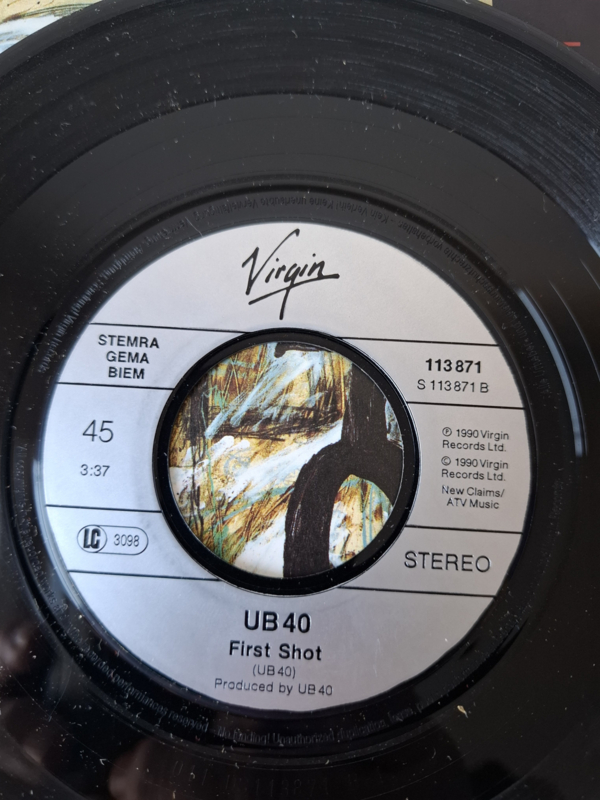 Virgin
STEMRA
GEMA
BIEM
113 871
S 113 871 B
45
3:37
℗ 1990 Virgin
Records Ltd.
© 1990 Virgin
Records Ltd.
New Claims/
ATV Music
LC 3098
STEREO
UB 40
First Shot
(UB 40)
Produced by UB 40